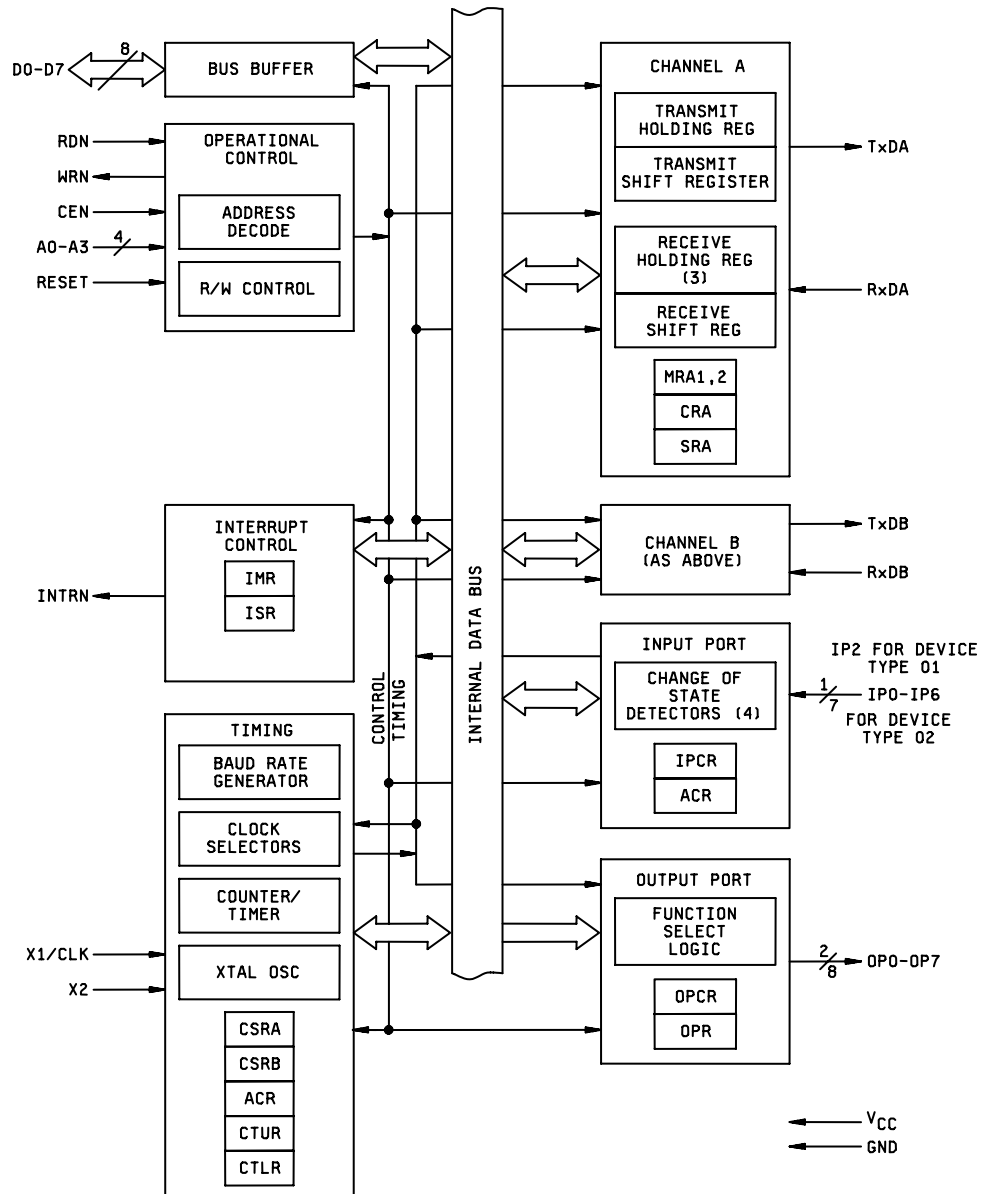 8
D0-D7
BUS BUFFER
RDN
WRN
CEN
A0-A3
4
RESET
OPERATIONAL
CONTROL
ADDRESS
DECODE
R/W CONTROL
INTRN
INTERRUPT
CONTROL
IMR
ISR
TIMING
BAUD RATE
GENERATOR
CLOCK
SELECTORS
COUNTER/
TIMER
XTAL OSC
X1/CLK
X2
CSRA
CSRB
ACR
CTUR
CTLR
CONTROL
TIMING
INTERNAL DATA BUS
CHANNEL A
TRANSMIT
HOLDING REG
TRANSMIT
SHIFT REGISTER
TxDA
RECEIVE
HOLDING REG
(3)
RECEIVE
SHIFT REG
RxDA
MRA1,2
CRA
SRA
CHANNEL B
(AS ABOVE)
TxDB
RxDB
INPUT PORT
CHANGE OF
STATE
DETECTORS (4)
IPCR
ACR
IP2 FOR DEVICE
TYPE 01
1/7
IP0-IP6
FOR DEVICE
TYPE 02
OUTPUT PORT
FUNCTION
SELECT
LOGIC
OPCR
OPR
2/8
OP0-OP7
VCC
GND